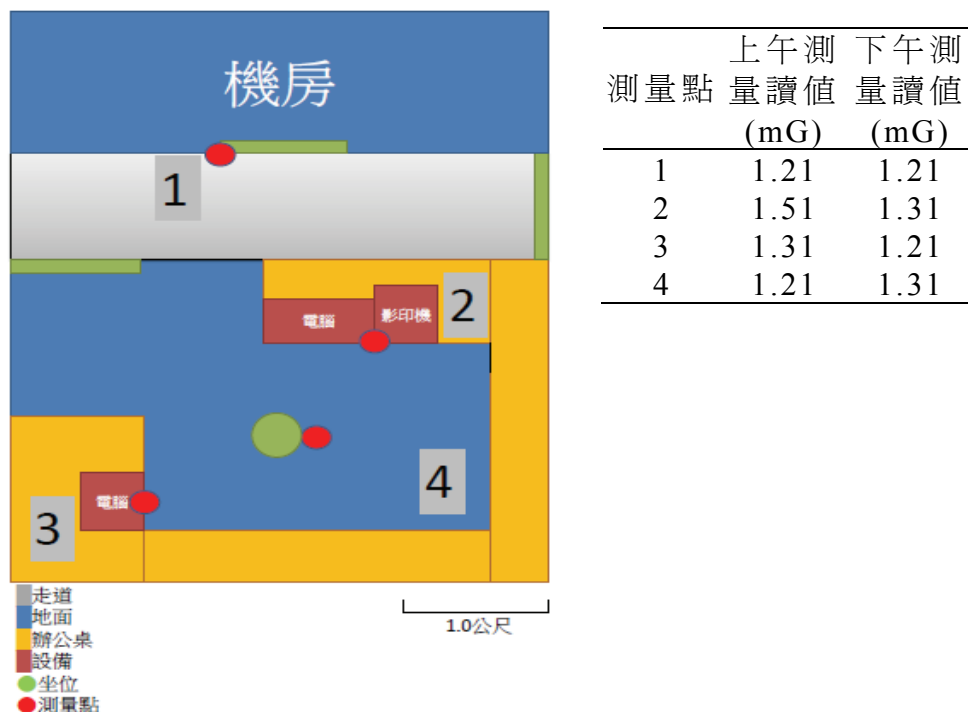 機房
1
2
電腦
影印機
4
電腦
3
走道
地面
辦公桌
設備
坐位
測量點
1.0公尺
測量點 上午測量讀值(mG) 下午測量讀值(mG)
1 1.21 1.21
2 1.51 1.31
3 1.31 1.21
4 1.21 1.31